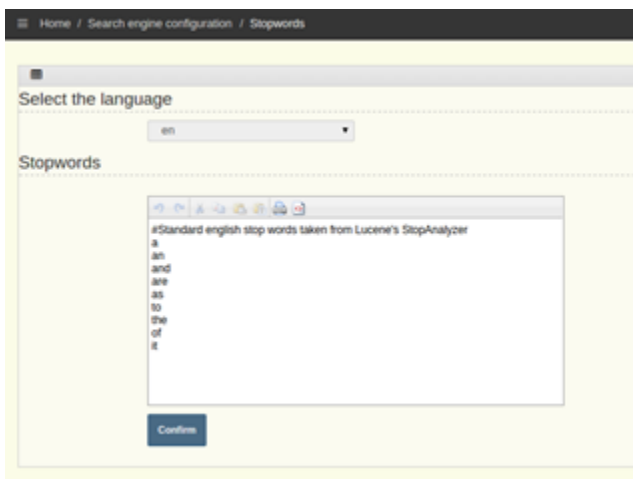 Home / Search engine configuration / Stopwords
Select the language
en
Stopwords
#Standard english stop words taken from Lucene's StopAnalyzer
a
an
and
are
as
to
the
of
it
Confirm